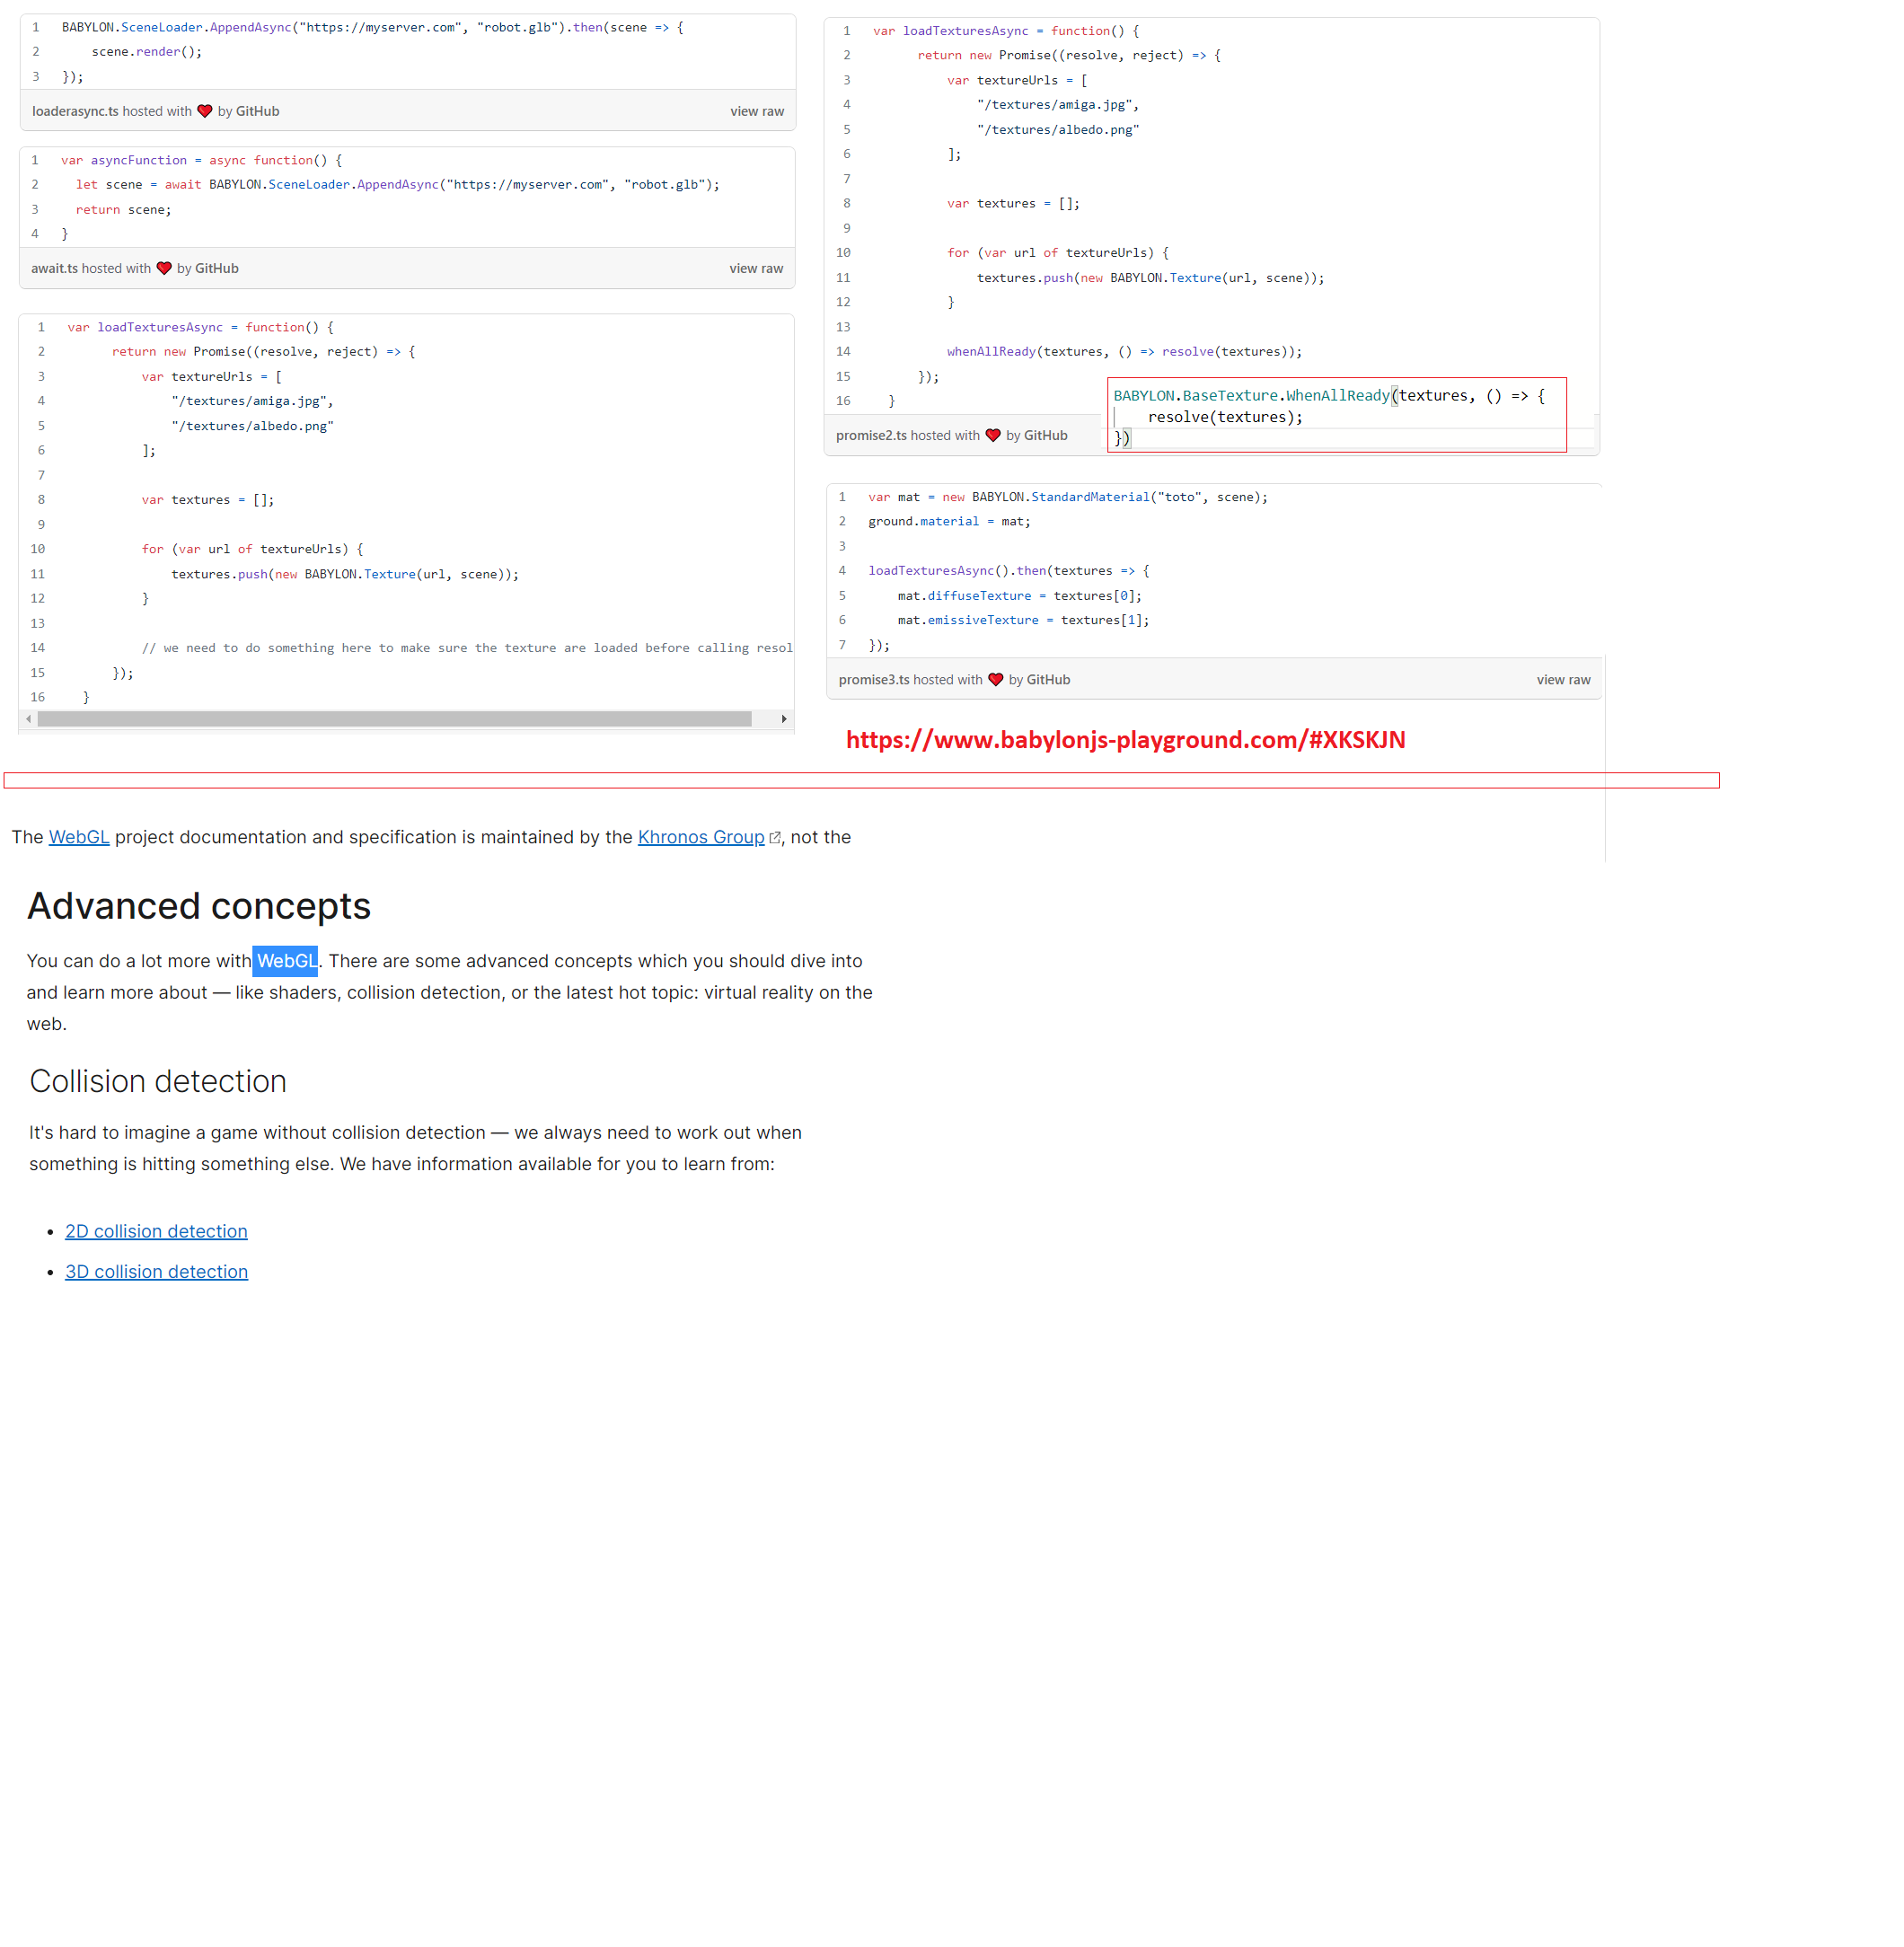 1 BABYLON.SceneLoader.AppendAsync("https://myserver.com", "robot.glb").then(scene => {
2 scene.render();
3 });
loaderasync.ts hosted with ❤ by GitHub view raw
1 var asyncFunction = async function() {
2 let scene = await BABYLON.SceneLoader.AppendAsync("https://myserver.com", "robot.glb");
3 return scene;
4 }
await.ts hosted with ❤ by GitHub view raw
1 var loadTexturesAsync = function() {
2 return new Promise((resolve, reject) => {
3 var textureUrls = [
4 "/textures/amiga.jpg",
5 "/textures/albedo.png"
6 ];
7
8 var textures = [];
9
10 for (var url of textureUrls) {
11 textures.push(new BABYLON.Texture(url, scene));
12 }
13
14 // we need to do something here to make sure the texture are loaded before calling resol
15 });
16 }
1 var loadTexturesAsync = function() {
2 return new Promise((resolve, reject) => {
3 var textureUrls = [
4 "/textures/amiga.jpg",
5 "/textures/albedo.png"
6 ];
7
8 var textures = [];
9
10 for (var url of textureUrls) {
11 textures.push(new BABYLON.Texture(url, scene));
12 }
13
14 whenAllReady(textures, () => resolve(textures));
15 });
16 }
BABYLON.BaseTexture.WhenAllReady(textures, () => {
resolve(textures);
})
promise2.ts hosted with ❤ by GitHub
1 var mat = new BABYLON.StandardMaterial("toto", scene);
2 ground.material = mat;
3
4 loadTexturesAsync().then(textures => {
5 mat.diffuseTexture = textures[0];
6 mat.emissiveTexture = textures[1];
7 });
promise3.ts hosted with ❤ by GitHub view raw
https://www.babylonjs-playground.com/#XKSKJN
The WebGL project documentation and specification is maintained by the Khronos Group, not the
Advanced concepts
You can do a lot more with WebGL. There are some advanced concepts which you should dive into
and learn more about — like shaders, collision detection, or the latest hot topic: virtual reality on the
web.
Collision detection
It's hard to imagine a game without collision detection — we always need to work out when
something is hitting something else. We have information available for you to learn from:
• 2D collision detection
• 3D collision detection